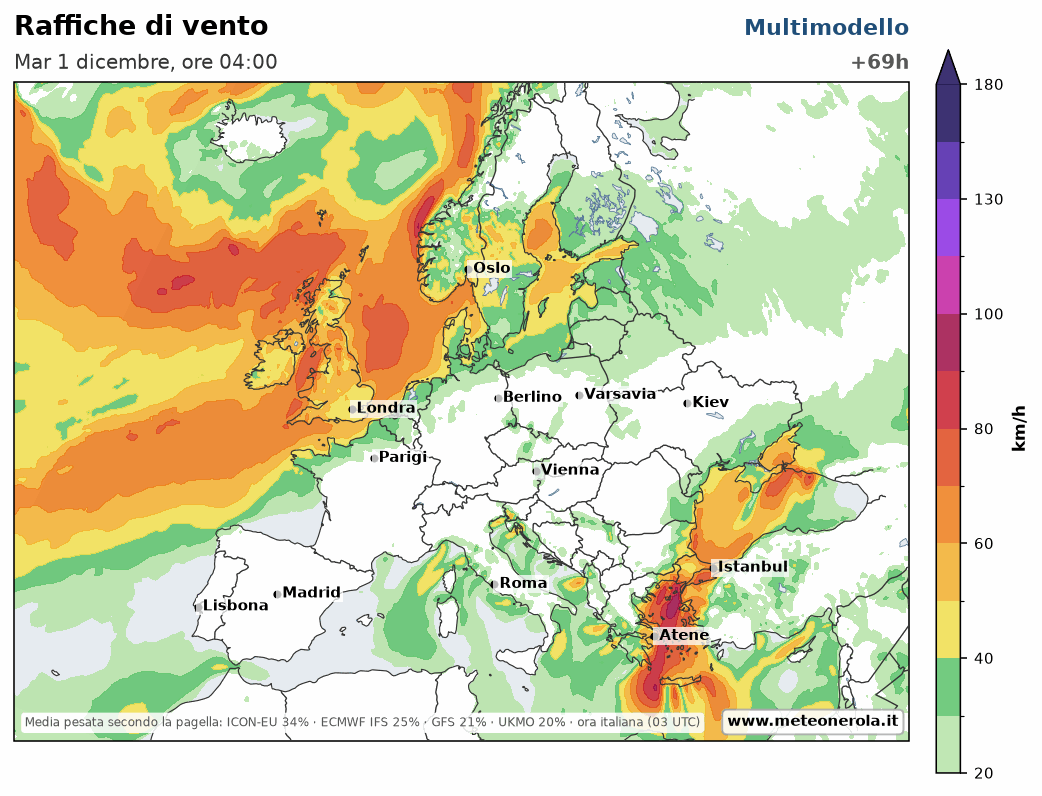 Raffiche di vento
Multimodello
Mar 1 dicembre, ore 04:00
+69h
180
130
100
80
60
40
20
km/h
Oslo
Londra
Berlino
Varsavia
Kiev
Parigi
Vienna
Istanbul
Roma
Madrid
Lisbona
Atene
Media pesata secondo la pagella: ICON-EU 34% · ECMWF IFS 25% · GFS 21% · UKMO 20% · ora italiana (03 UTC)
www.meteonerola.it